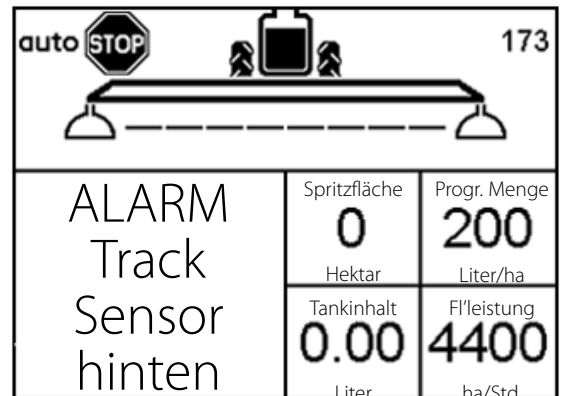 auto STOP 173
ALARM
Track
Sensor
hinten
Spritzfläche
0
Hektar
Progr. Menge
200
Liter/ha
Tankinhalt
0.00
Liter
Fl'leistung
4400
ha/Std